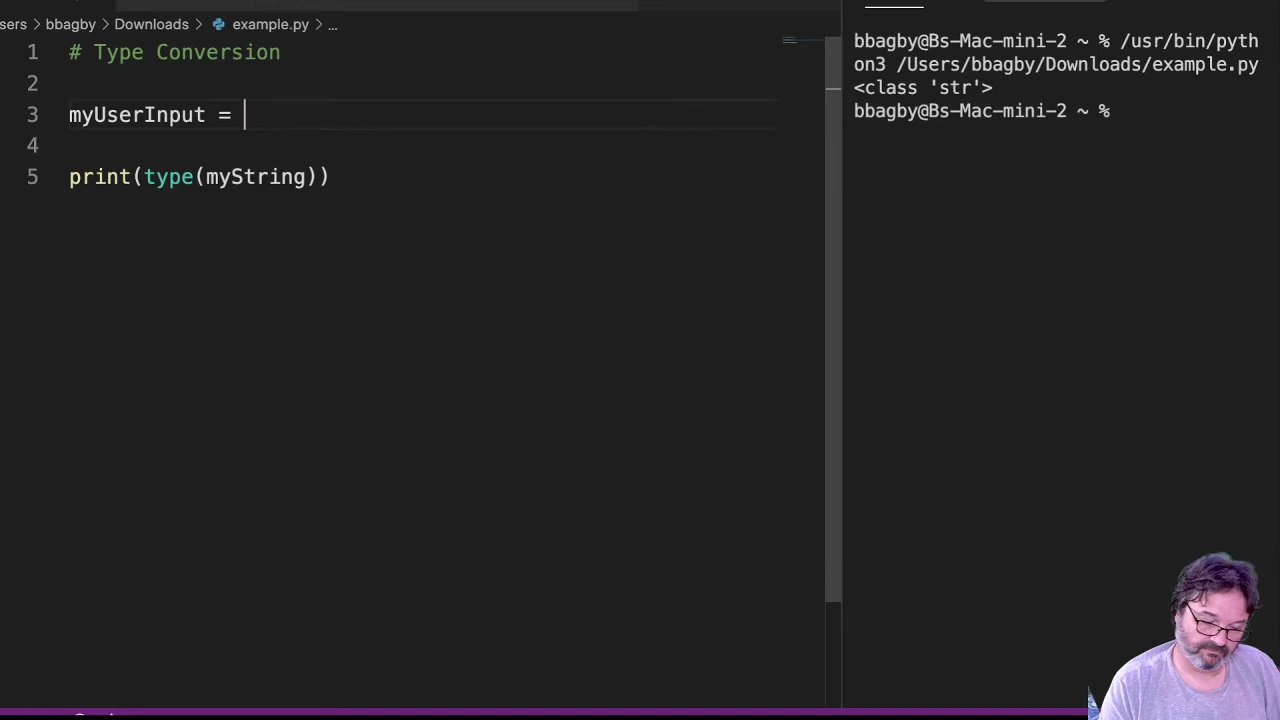 sers > bbagby > Downloads > example.py > ...
1 # Type Conversion
2
3 myUserInput =
4
5 print(type(myString))
bbagby@Bs-Mac-mini-2 ~ % /usr/bin/pyth
on3 /Users/bbagby/Downloads/example.py
<class 'str'>
bbagby@Bs-Mac-mini-2 ~ %